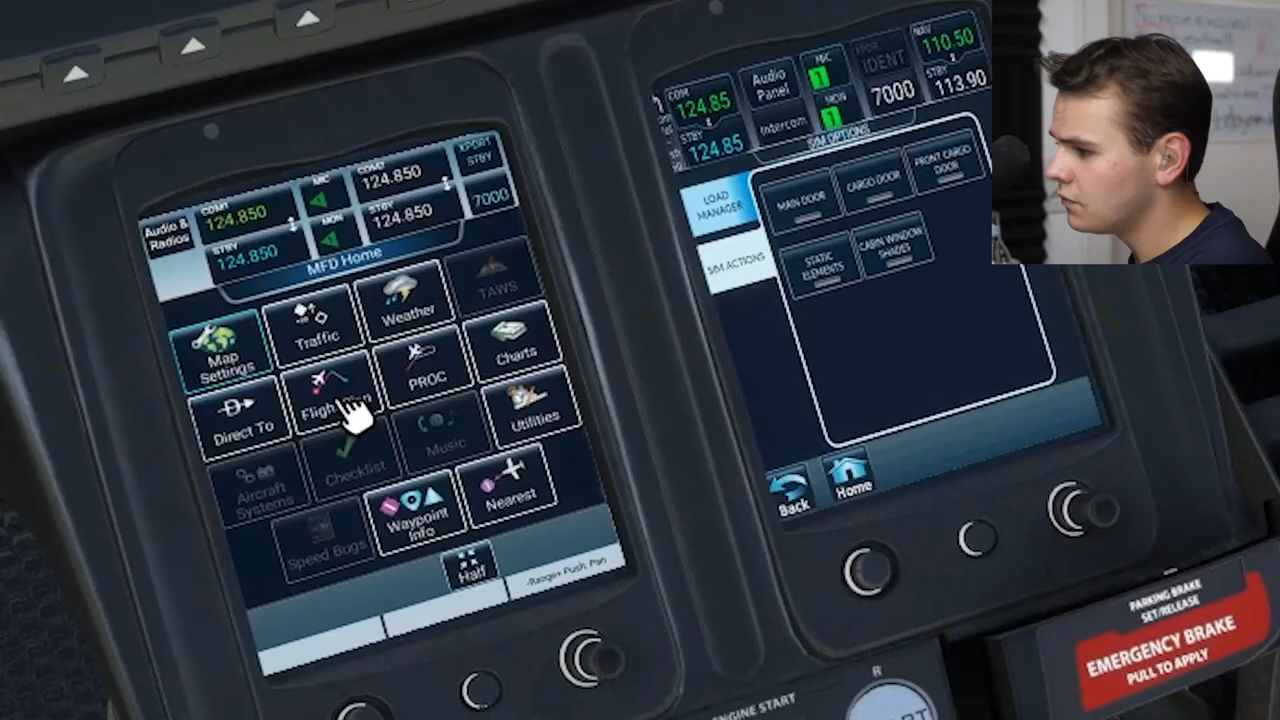 Audio & Radios
COM1
124.850
STBY
124.850
MIC
MON
COM2
124.850
STBY
124.850
XPDR1
STBY
7000
MFD Home
Map Settings
Traffic
Weather
TAWS
Direct To
PROC
Charts
Aircraft Systems
Checklist
Music
Utilities
Speed Bugs
Waypoint Info
Nearest
Half
-Range+ Push: Pan
COM
124.85
STBY
124.85
Audio Panel
Intercom
MIC
1
MON
1
XPDR
IDENT
7000
NAV
110.50
STBY
113.90
SIM OPTIONS
LOAD MANAGER
SIM ACTIONS
MAIN DOOR
CARGO DOOR
FRONT CARGO DOOR
STATIC ELEMENTS
CABIN WINDOW SHADES
Back
Home
PARKING BRAKE
SET/RELEASE
EMERGENCY BRAKE
PULL TO APPLY
ENGINE START
R